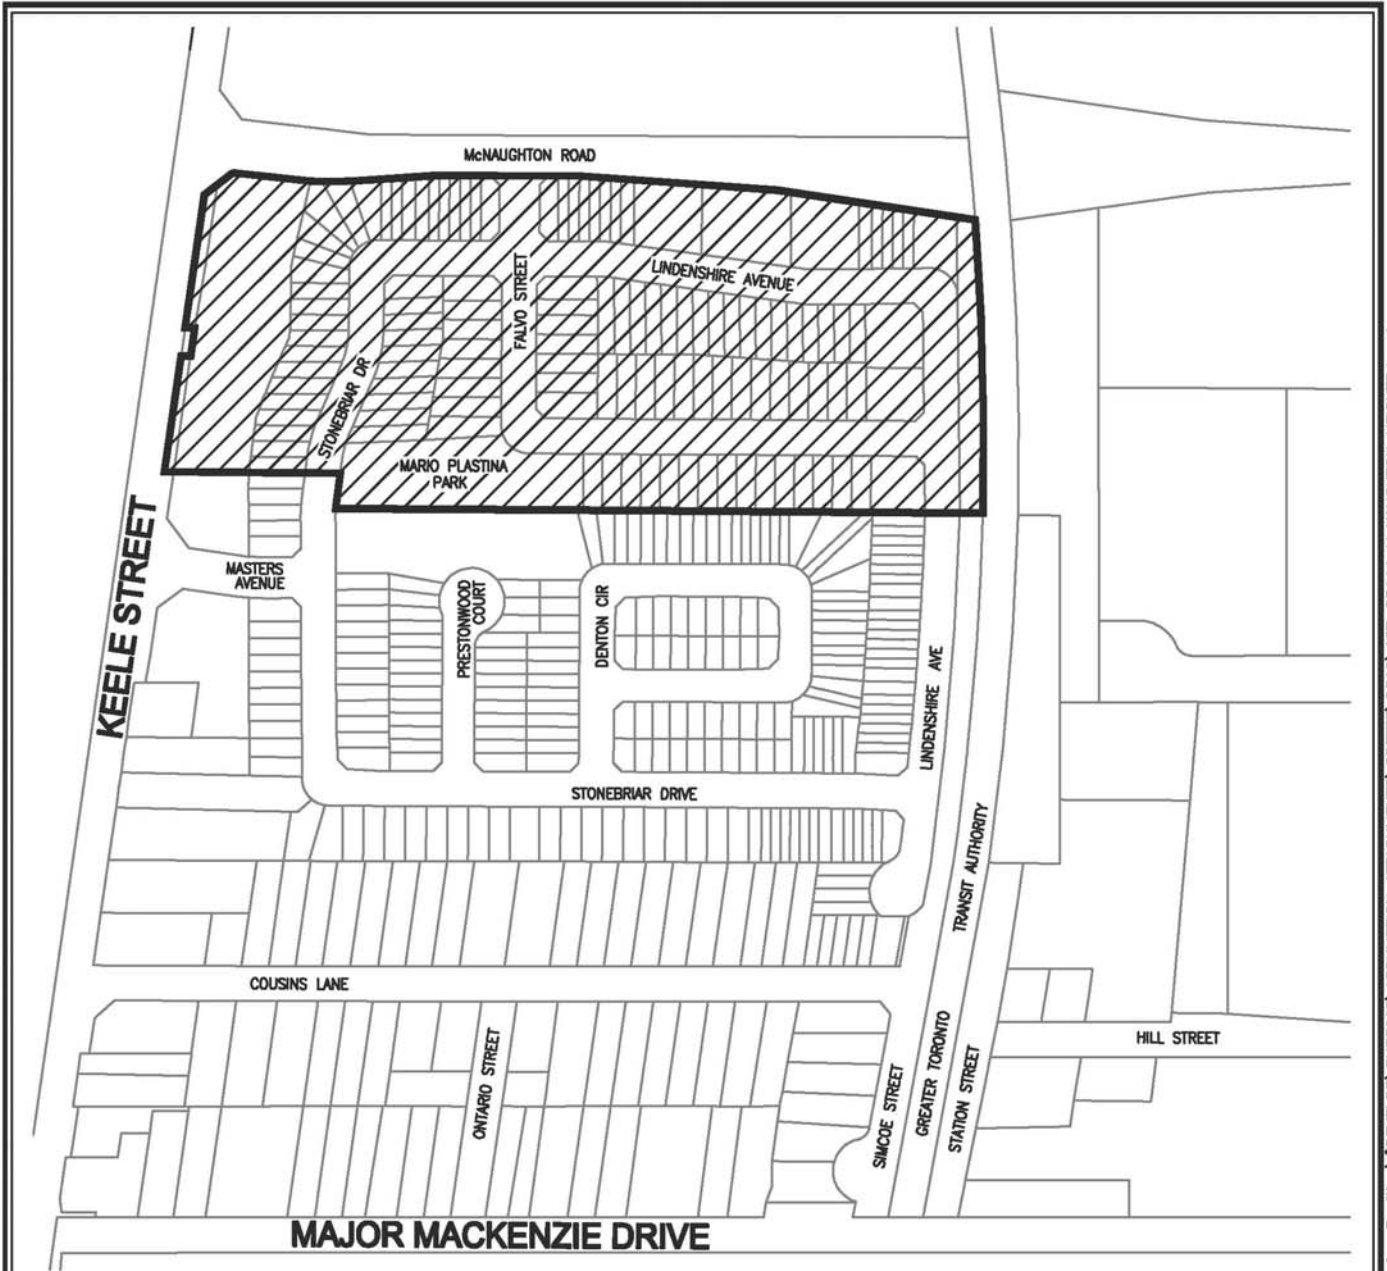 McNAUGHTON ROAD
LINDENSHIRE AVENUE
FALVO STREET
STONEBRIAR DR
MARIO PLASTINA
PARK
KEELE STREET
MASTERS
AVENUE
PRESTONWOOD
COURT
DENTON CIR
LINDENSHIRE AVE
STONEBRIAR DRIVE
TRANSIT AUTHORITY
COUSINS LANE
ONTARIO STREET
SIMCOE STREET
GREATER TORONTO
STATION STREET
HILL STREET
MAJOR MACKENZIE DRIVE